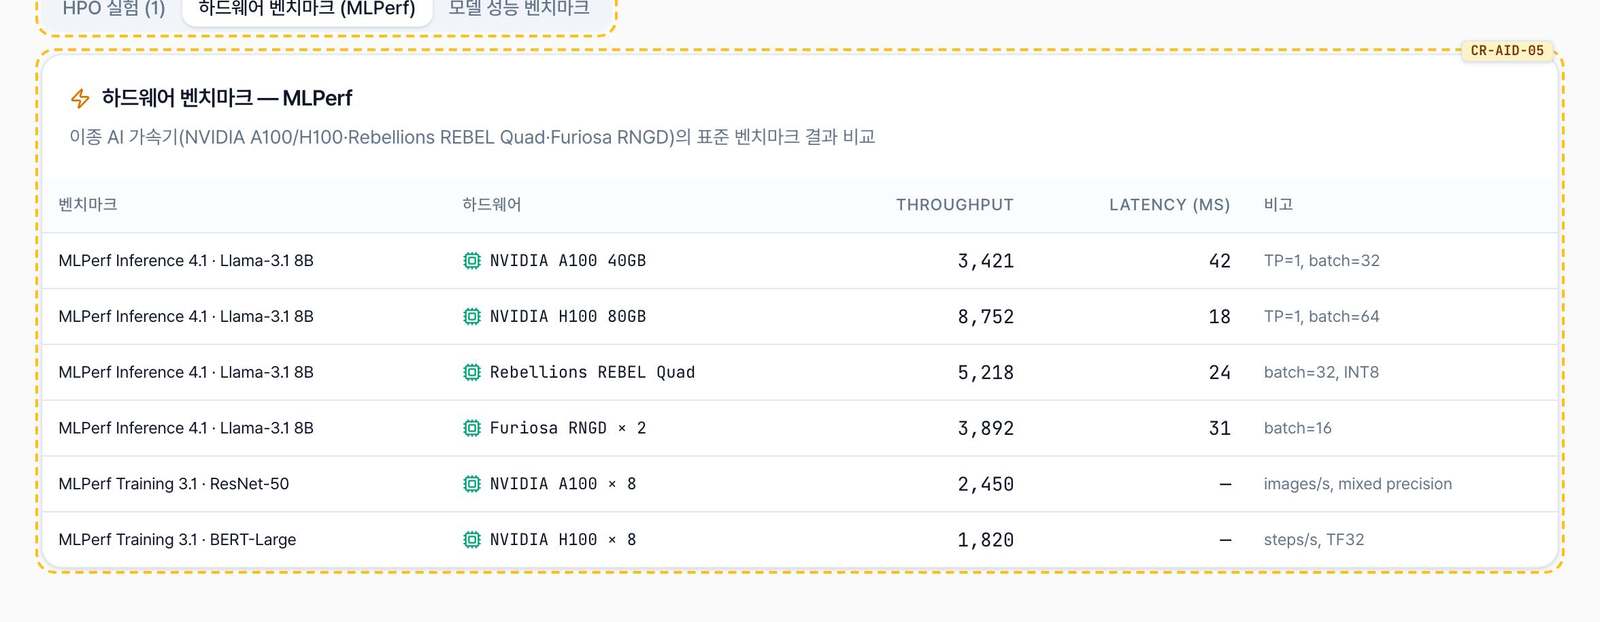 HPO 실험 (1) 하드웨어 벤치마크 (MLPerf) 모델 성능 벤치마크
CR-AID-05
하드웨어 벤치마크 — MLPerf
이종 AI 가속기(NVIDIA A100/H100·Rebellions REBEL Quad·Furiosa RNGD)의 표준 벤치마크 결과 비교
벤치마크 하드웨어 THROUGHPUT LATENCY (MS) 비고
MLPerf Inference 4.1 · Llama-3.1 8B NVIDIA A100 40GB 3,421 42 TP=1, batch=32
MLPerf Inference 4.1 · Llama-3.1 8B NVIDIA H100 80GB 8,752 18 TP=1, batch=64
MLPerf Inference 4.1 · Llama-3.1 8B Rebellions REBEL Quad 5,218 24 batch=32, INT8
MLPerf Inference 4.1 · Llama-3.1 8B Furiosa RNGD × 2 3,892 31 batch=16
MLPerf Training 3.1 · ResNet-50 NVIDIA A100 × 8 2,450 — images/s, mixed precision
MLPerf Training 3.1 · BERT-Large NVIDIA H100 × 8 1,820 — steps/s, TF32